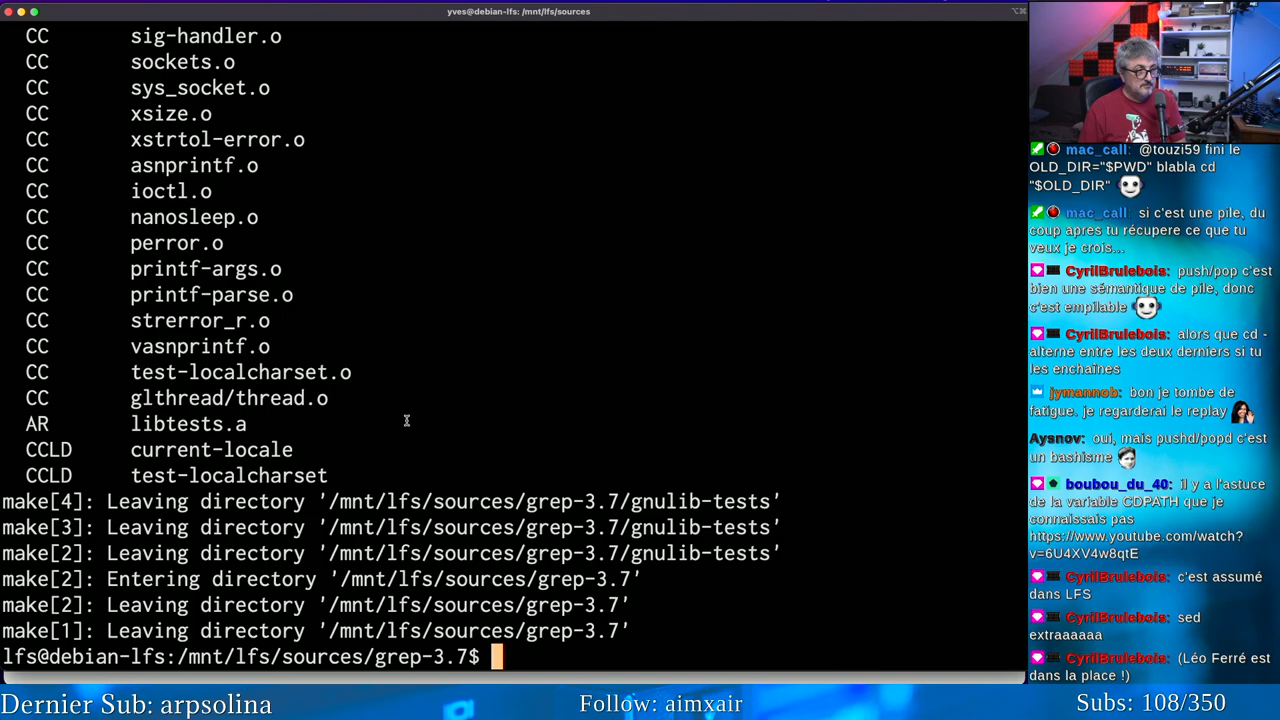 yves@debian-lfs: /mnt/lfs/sources
CC sig-handler.o
CC sockets.o
CC sys_socket.o
CC xsize.o
CC xstrtol-error.o
CC asnprintf.o
CC ioctl.o
CC nanosleep.o
CC perror.o
CC printf-args.o
CC printf-parse.o
CC strerror_r.o
CC vasnprintf.o
CC test-localcharset.o
CC glthread/thread.o
AR libtests.a
CCLD current-locale
CCLD test-localcharset
make[4]: Leaving directory '/mnt/lfs/sources/grep-3.7/gnulib-tests'
make[3]: Leaving directory '/mnt/lfs/sources/grep-3.7/gnulib-tests'
make[2]: Leaving directory '/mnt/lfs/sources/grep-3.7/gnulib-tests'
make[2]: Entering directory '/mnt/lfs/sources/grep-3.7'
make[2]: Leaving directory '/mnt/lfs/sources/grep-3.7'
make[1]: Leaving directory '/mnt/lfs/sources/grep-3.7'
lfs@debian-lfs:/mnt/lfs/sources/grep-3.7$
mac_call: @touzi59 fini le
OLD_DIR="$PWD" blabla cd
"$OLD_DIR"
mac_call: si c'est une pile, du
coup apres tu récupere ce que tu
veux je crois...
CyrilBrulebois: push/pop c'est
bien une sémantique de pile, donc
c'est empilable
CyrilBrulebois: alors que cd -
alterne entre les deux derniers si tu
les enchaînes
jymannob: bon je tombe de
fatigue. je regarderai le replay
Aysnov: oui, mais pushd/popd c'est
un bashisme
boubou_du_40: il y a l'astuce
de la variable CDPATH que je
connaissais pas
https://www.youtube.com/watch?
v=6U4XV4w8qtE
CyrilBrulebois: c'est assumé
dans LFS
CyrilBrulebois: sed
extraaaaaa
CyrilBrulebois: (Léo Ferré est
dans la place !)
Dernier Sub: arpsolina
Follow: aimxair
Subs: 108/350